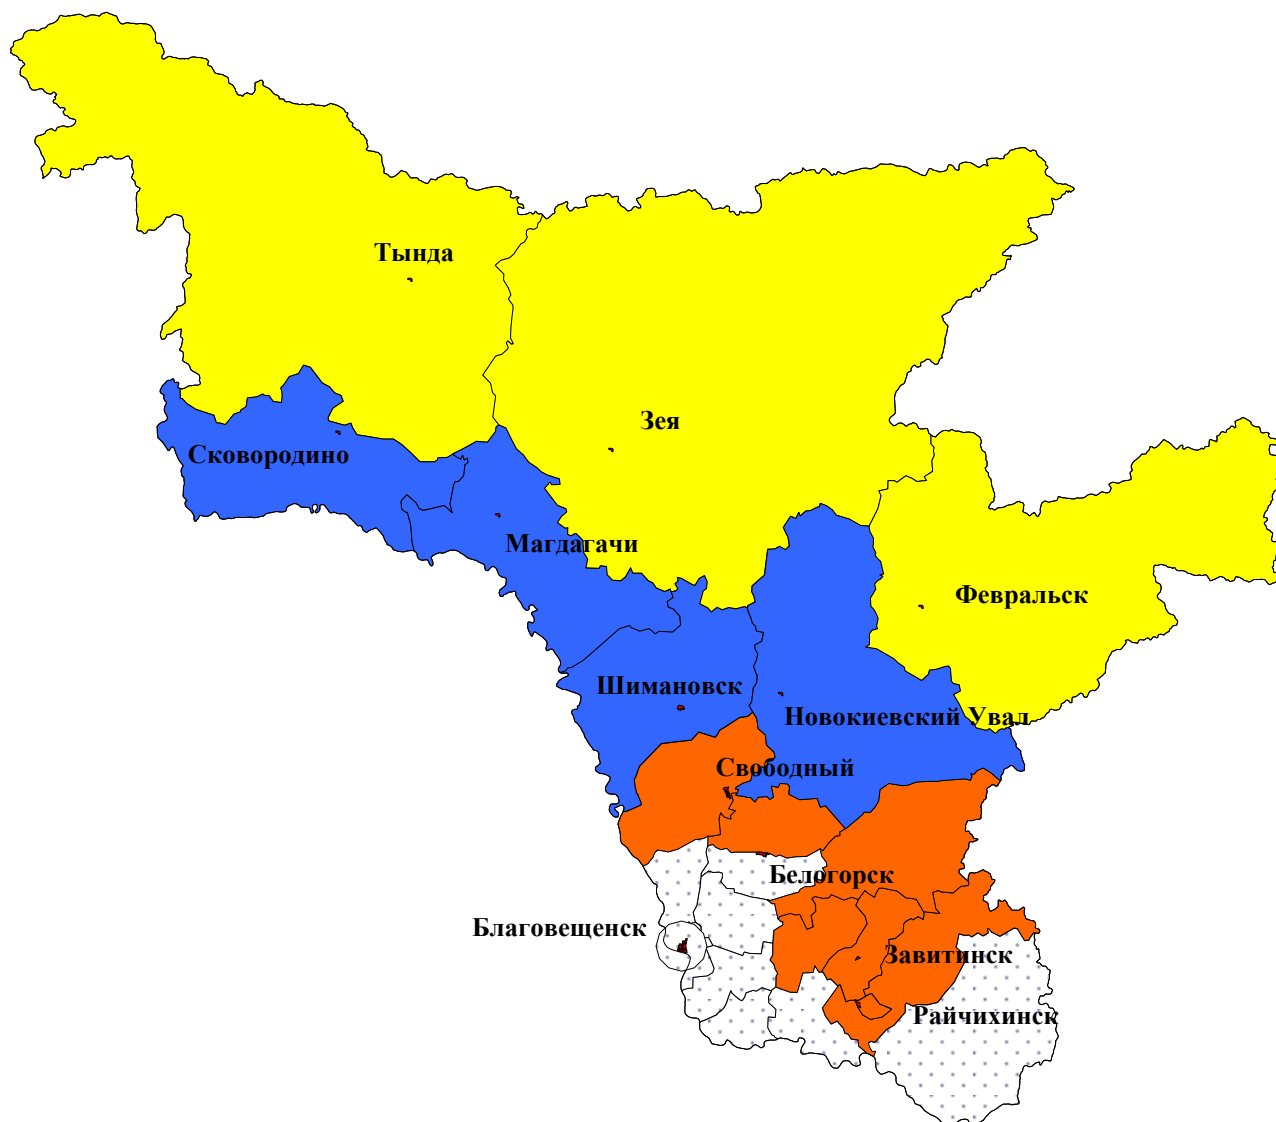 Тында
Зея
Сковородино
Магдагачи
Февральск
Шимановск
Новокиевский Увал
Свободный
Белогорск
Благовещенск
Завитинск
Райчихинск